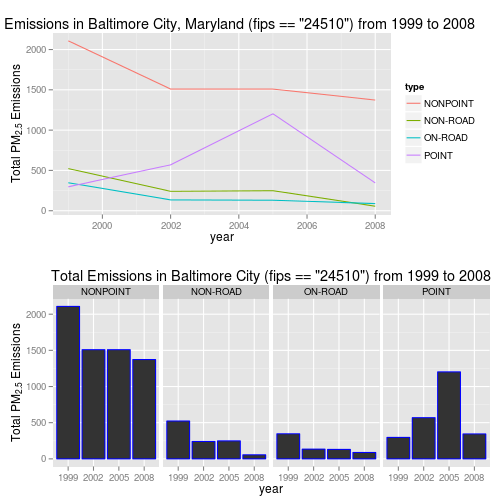 Emissions in Baltimore City, Maryland (fips == "24510") from 1999 to 2008
Total PM2.5 Emissions
2000
1500
1000
500
0
2000 2002 2004 2006 2008
year
type
NONPOINT
NON-ROAD
ON-ROAD
POINT
Total Emissions in Baltimore City (fips == "24510") from 1999 to 2008
NONPOINT NON-ROAD ON-ROAD POINT
Total PM2.5 Emissions
2000
1500
1000
500
0
1999 2002 2005 2008 1999 2002 2005 2008 1999 2002 2005 2008 1999 2002 2005 2008
year